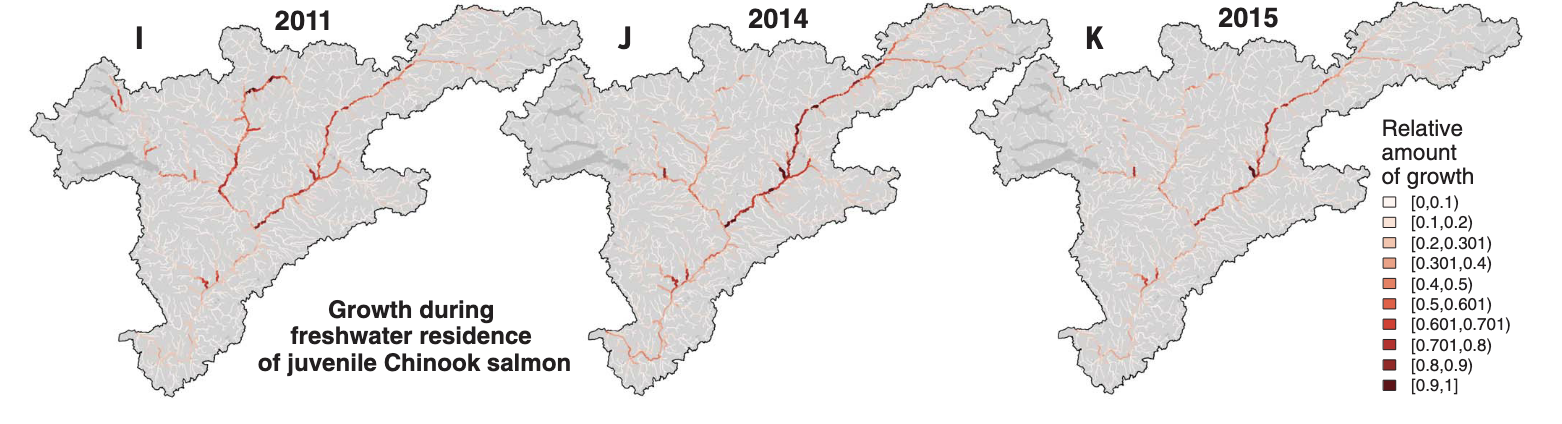 I
2011
J
2014
K
2015
Growth during
freshwater residence
of juvenile Chinook salmon
Relative
amount
of growth
[0,0.1)
[0.1,0.2)
[0.2,0.301)
[0.301,0.4)
[0.4,0.5)
[0.5,0.601)
[0.601,0.701)
[0.701,0.8)
[0.8,0.9)
[0.9,1]